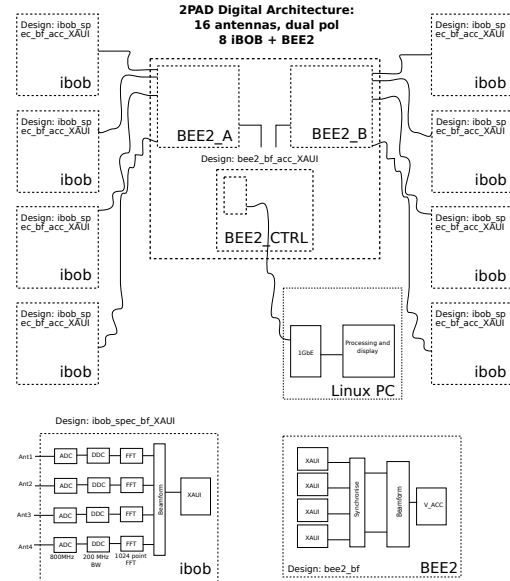 2PAD Digital Architecture:
16 antennas, dual pol
8 iBOB + BEE2
Design: ibob_sp
ec_bf_acc_XAUI
ibob
Design: ibob_sp
ec_bf_acc_XAUI
ibob
Design: ibob_sp
ec_bf_acc_XAUI
ibob
Design: ibob_sp
ec_bf_acc_XAUI
ibob
BEE2_A
BEE2_B
Design: bee2_bf_acc_XAUI
BEE2_CTRL
Design: ibob_sp
ec_bf_acc_XAUI
ibob
Design: ibob_sp
ec_bf_acc_XAUI
ibob
Design: ibob_sp
ec_bf_acc_XAUI
ibob
Design: ibob_sp
ec_bf_acc_XAUI
ibob
1GbE
Processing and
display
Linux PC
Design: ibob_spec_bf_XAUI
Ant1
ADC
DDC
FFT
Ant2
ADC
DDC
FFT
Ant3
ADC
DDC
FFT
Ant4
ADC
DDC
FFT
Beamform
XAUI
800MHz
200 MHz
BW
1024 point
FFT
ibob
XAUI
XAUI
XAUI
XAUI
Synchronise
Beamform
V_ACC
Design: bee2_bf
BEE2